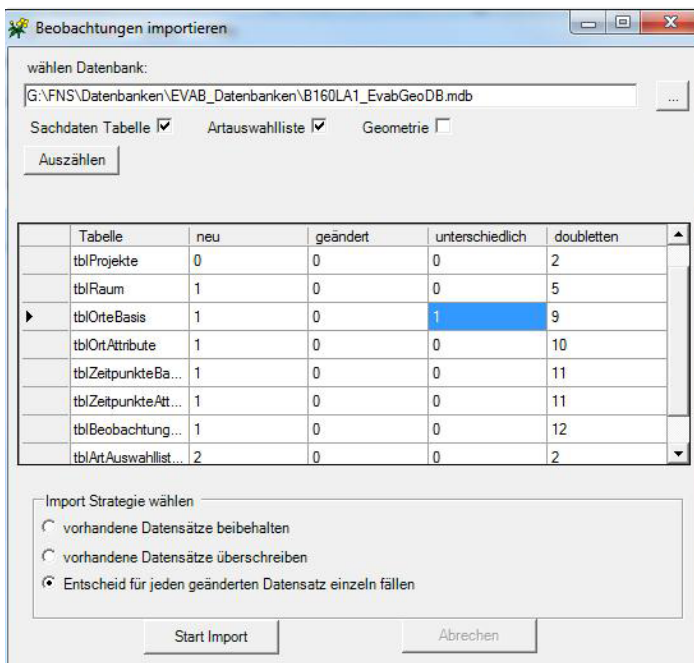 Beobachtungen importieren
wählen Datenbank:
G:\FNS\Datenbanken\EVAB_Datenbanken\B160LA1_EvabGeoDB.mdb ...
Sachdaten Tabelle Artauswahlliste Geometrie
Auszählen
Tabelle neu geändert unterschiedlich doubletten
tblProjekte 0 0 0 2
tblRaum 1 0 0 5
tblOrteBasis 1 0 1 9
tblOrtAttribute 1 0 0 10
tblZeitpunkteBa... 1 0 0 11
tblZeitpunkteAtt... 1 0 0 11
tblBeobachtung... 1 0 0 12
tblArtAuswahllist... 2 0 0 2
Import Strategie wählen
vorhandene Datensätze beibehalten
vorhandene Datensätze überschreiben
Entscheid für jeden geänderten Datensatz einzeln fällen
Start Import Abrechen